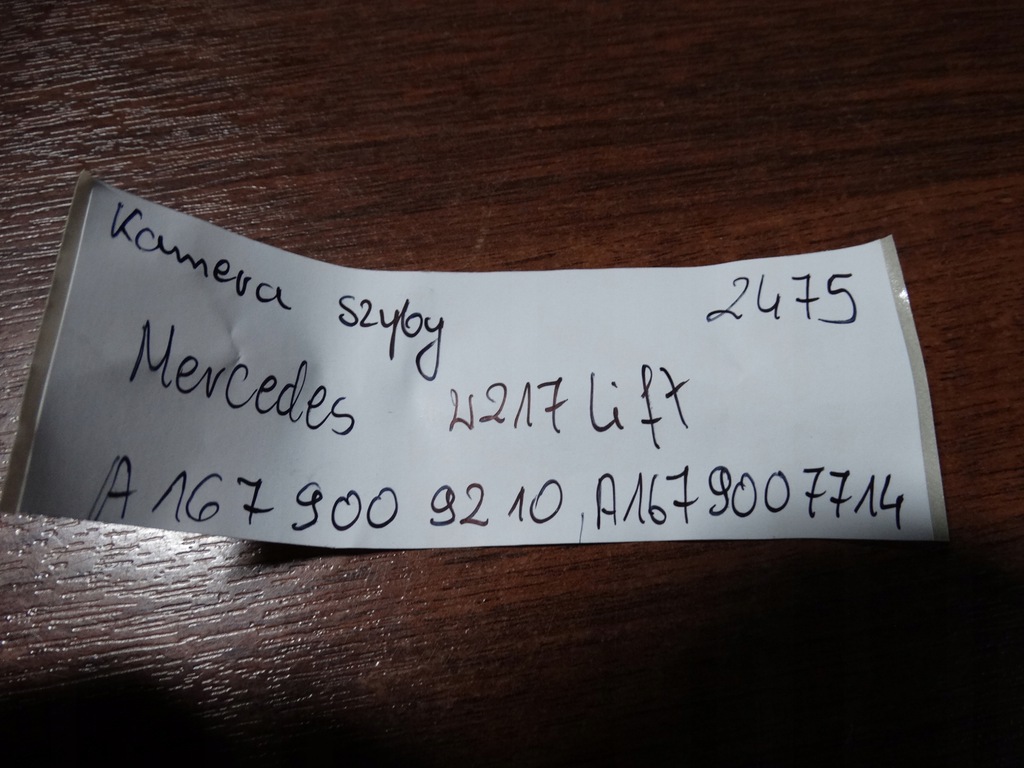 Kamera szyby 2475
Mercedes w217 lift
A 167 900 92 10, A167 900 77 14